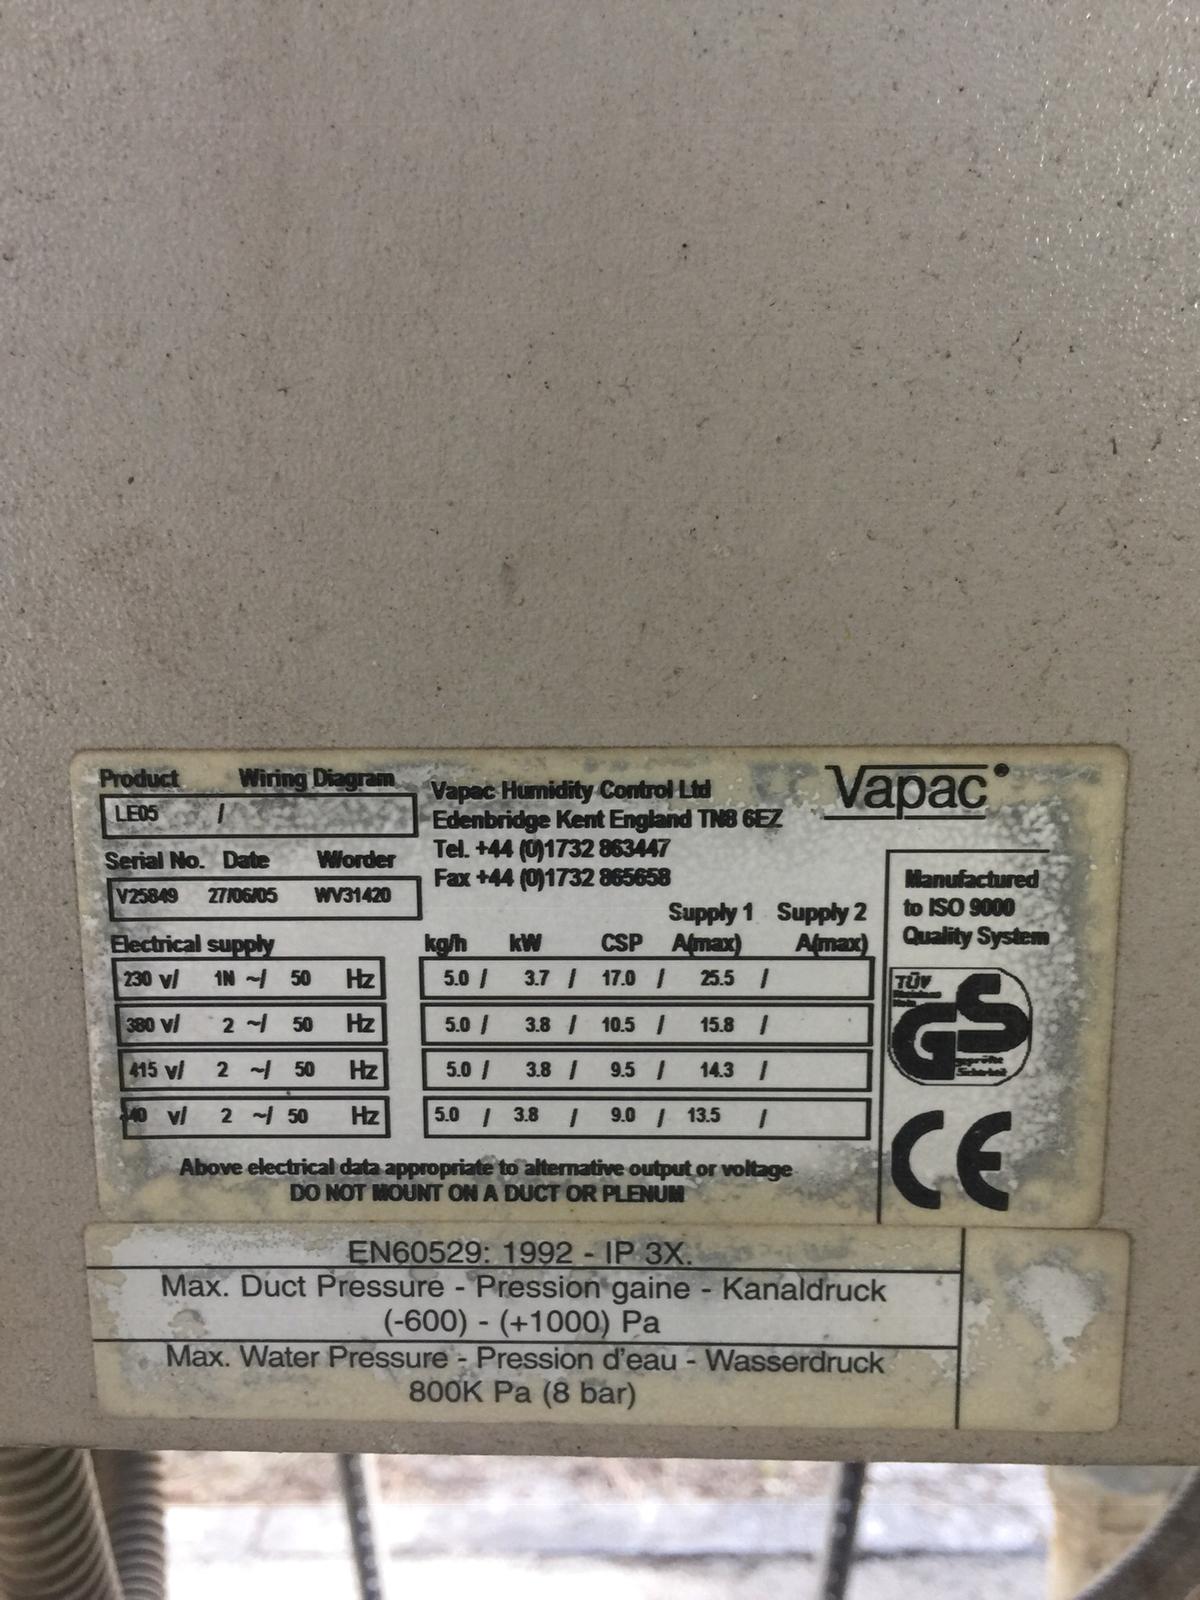 Product Wiring Diagram
LE05 /
Serial No. Date W/order
V25849 27/06/05 WV31420
Vapac Humidity Control Ltd
Edenbridge Kent England TN8 6EZ
Tel. +44 (0)1732 863447
Fax +44 (0)1732 865658
Vapac®
Manufactured
to ISO 9000
Quality System
Supply 1 Supply 2
Electrical supply kg/h kW CSP A(max) A(max)
230 v/ 1N ~/ 50 Hz 5.0 / 3.7 / 17.0 / 25.5 /
380 v/ 2 ~/ 50 Hz 5.0 / 3.8 / 10.5 / 15.8 /
415 v/ 2 ~/ 50 Hz 5.0 / 3.8 / 9.5 / 14.3 /
v/ 2 ~/ 50 Hz 5.0 / 3.8 / 9.0 / 13.5 /
TÜV
GS
geprüfte
Sicherheit
CE
Above electrical data appropriate to alternative output or voltage
DO NOT MOUNT ON A DUCT OR PLENUM
EN60529: 1992 - IP 3X.
Max. Duct Pressure - Pression gaine - Kanaldruck
(-600) - (+1000) Pa
Max. Water Pressure - Pression d'eau - Wasserdruck
800K Pa (8 bar)